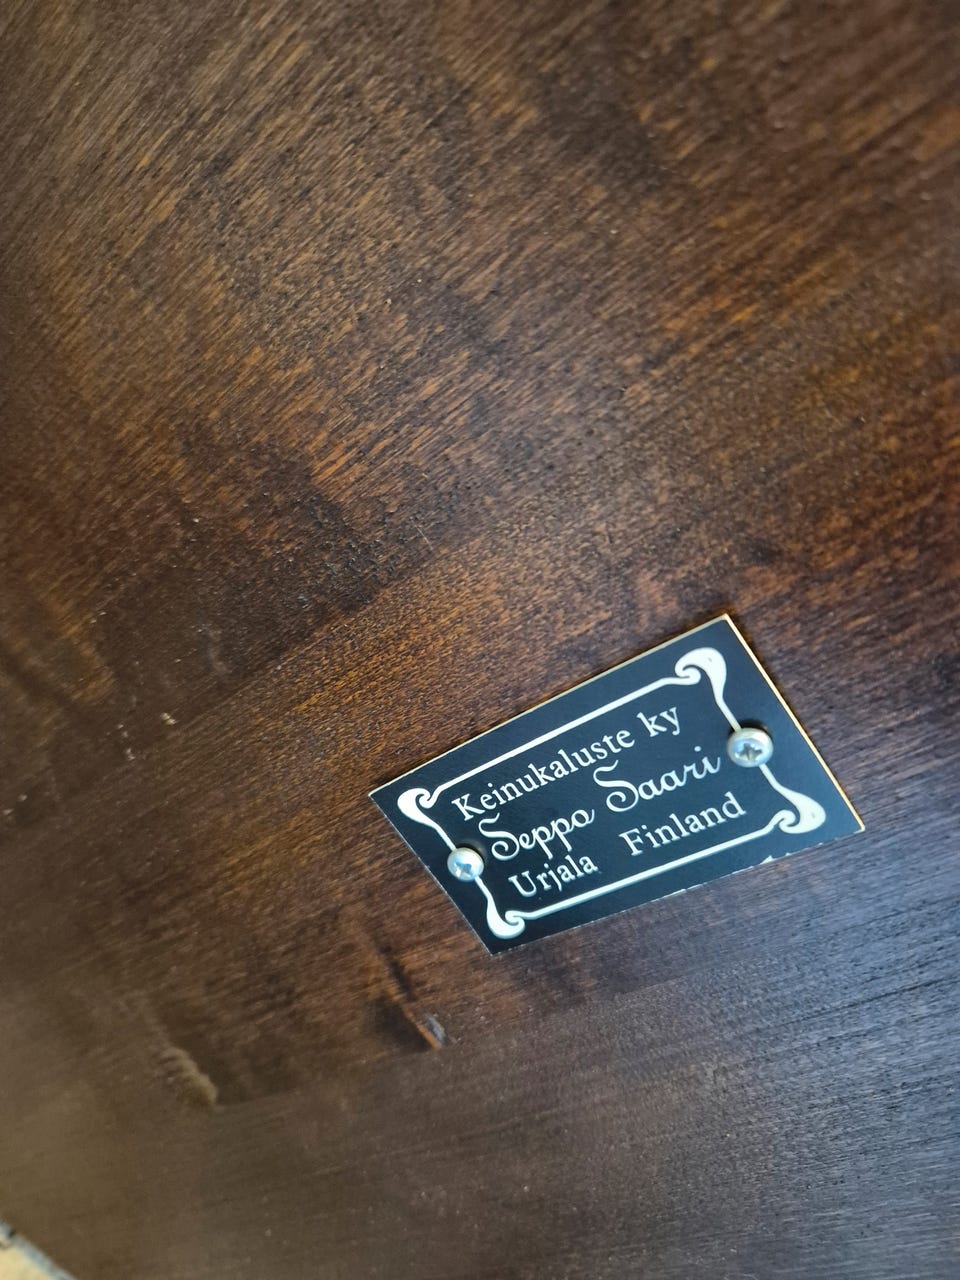 Keinukaluste ky
Seppo Saari
Urjala Finland